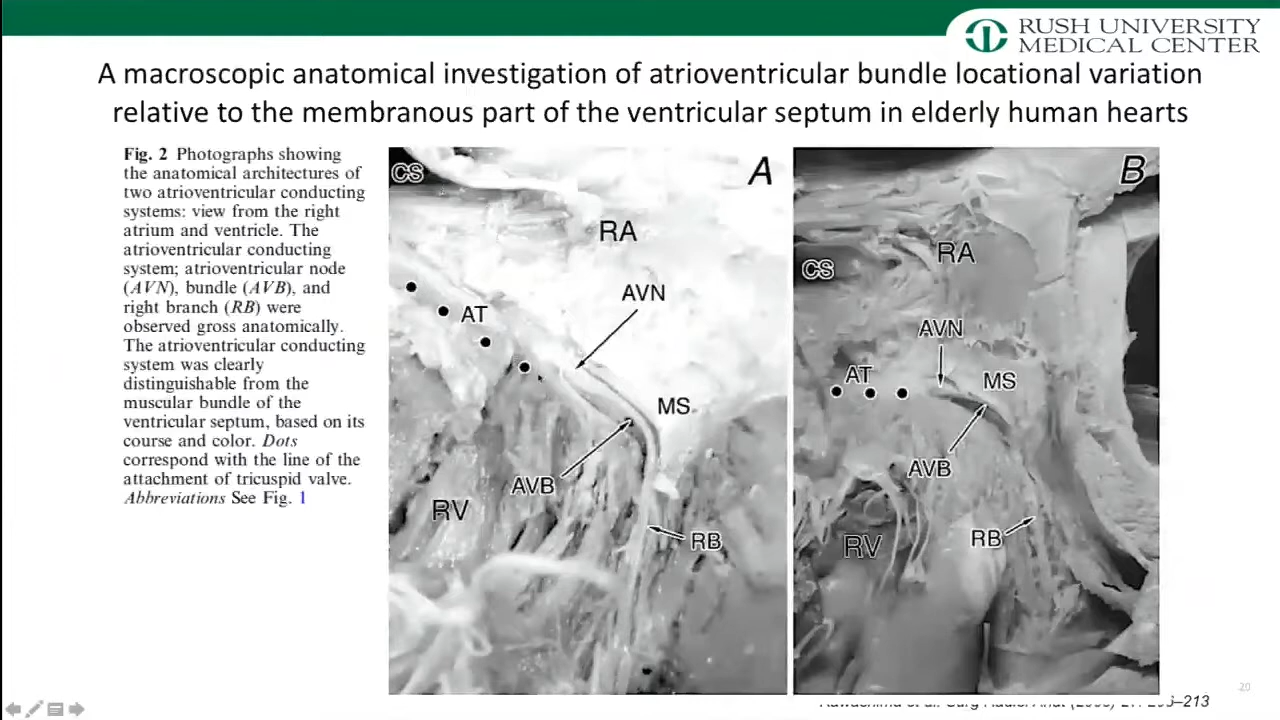 RUSH UNIVERSITY
MEDICAL CENTER
A macroscopic anatomical investigation of atrioventricular bundle locational variation
relative to the membranous part of the ventricular septum in elderly human hearts
Fig. 2 Photographs showing
the anatomical architectures of
two atrioventricular conducting
systems: view from the right
atrium and ventricle. The
atrioventricular conducting
system; atrioventricular node
(AVN), bundle (AVB), and
right branch (RB) were
observed gross anatomically.
The atrioventricular conducting
system was clearly
distinguishable from the
muscular bundle of the
ventricular septum, based on its
course and color. Dots
correspond with the line of the
attachment of tricuspid valve.
Abbreviations See Fig. 1
CS
A
RA
AVN
AT
MS
AVB
RV
RB
B
RA
CS
AVN
AT
MS
AVB
RB
RV
20
–213